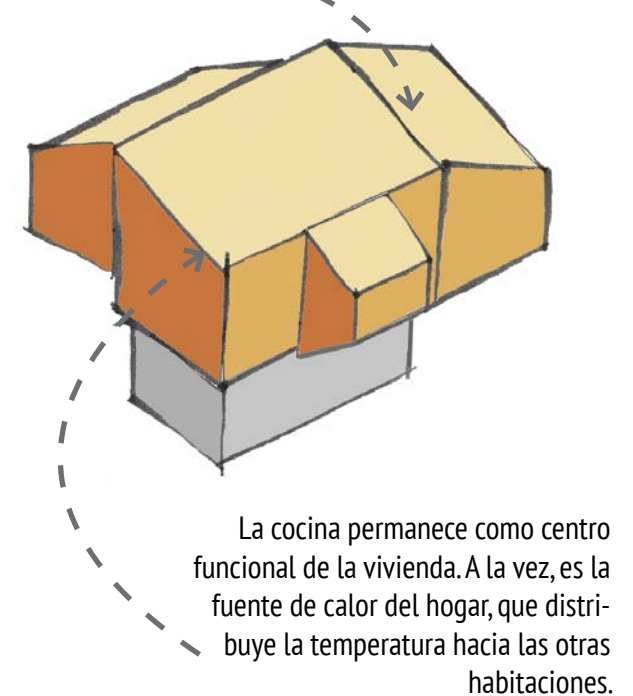 La cocina permanece como centro
funcional de la vivienda. A la vez, es la
fuente de calor del hogar, que distri-
buye la temperatura hacia las otras
habitaciones.